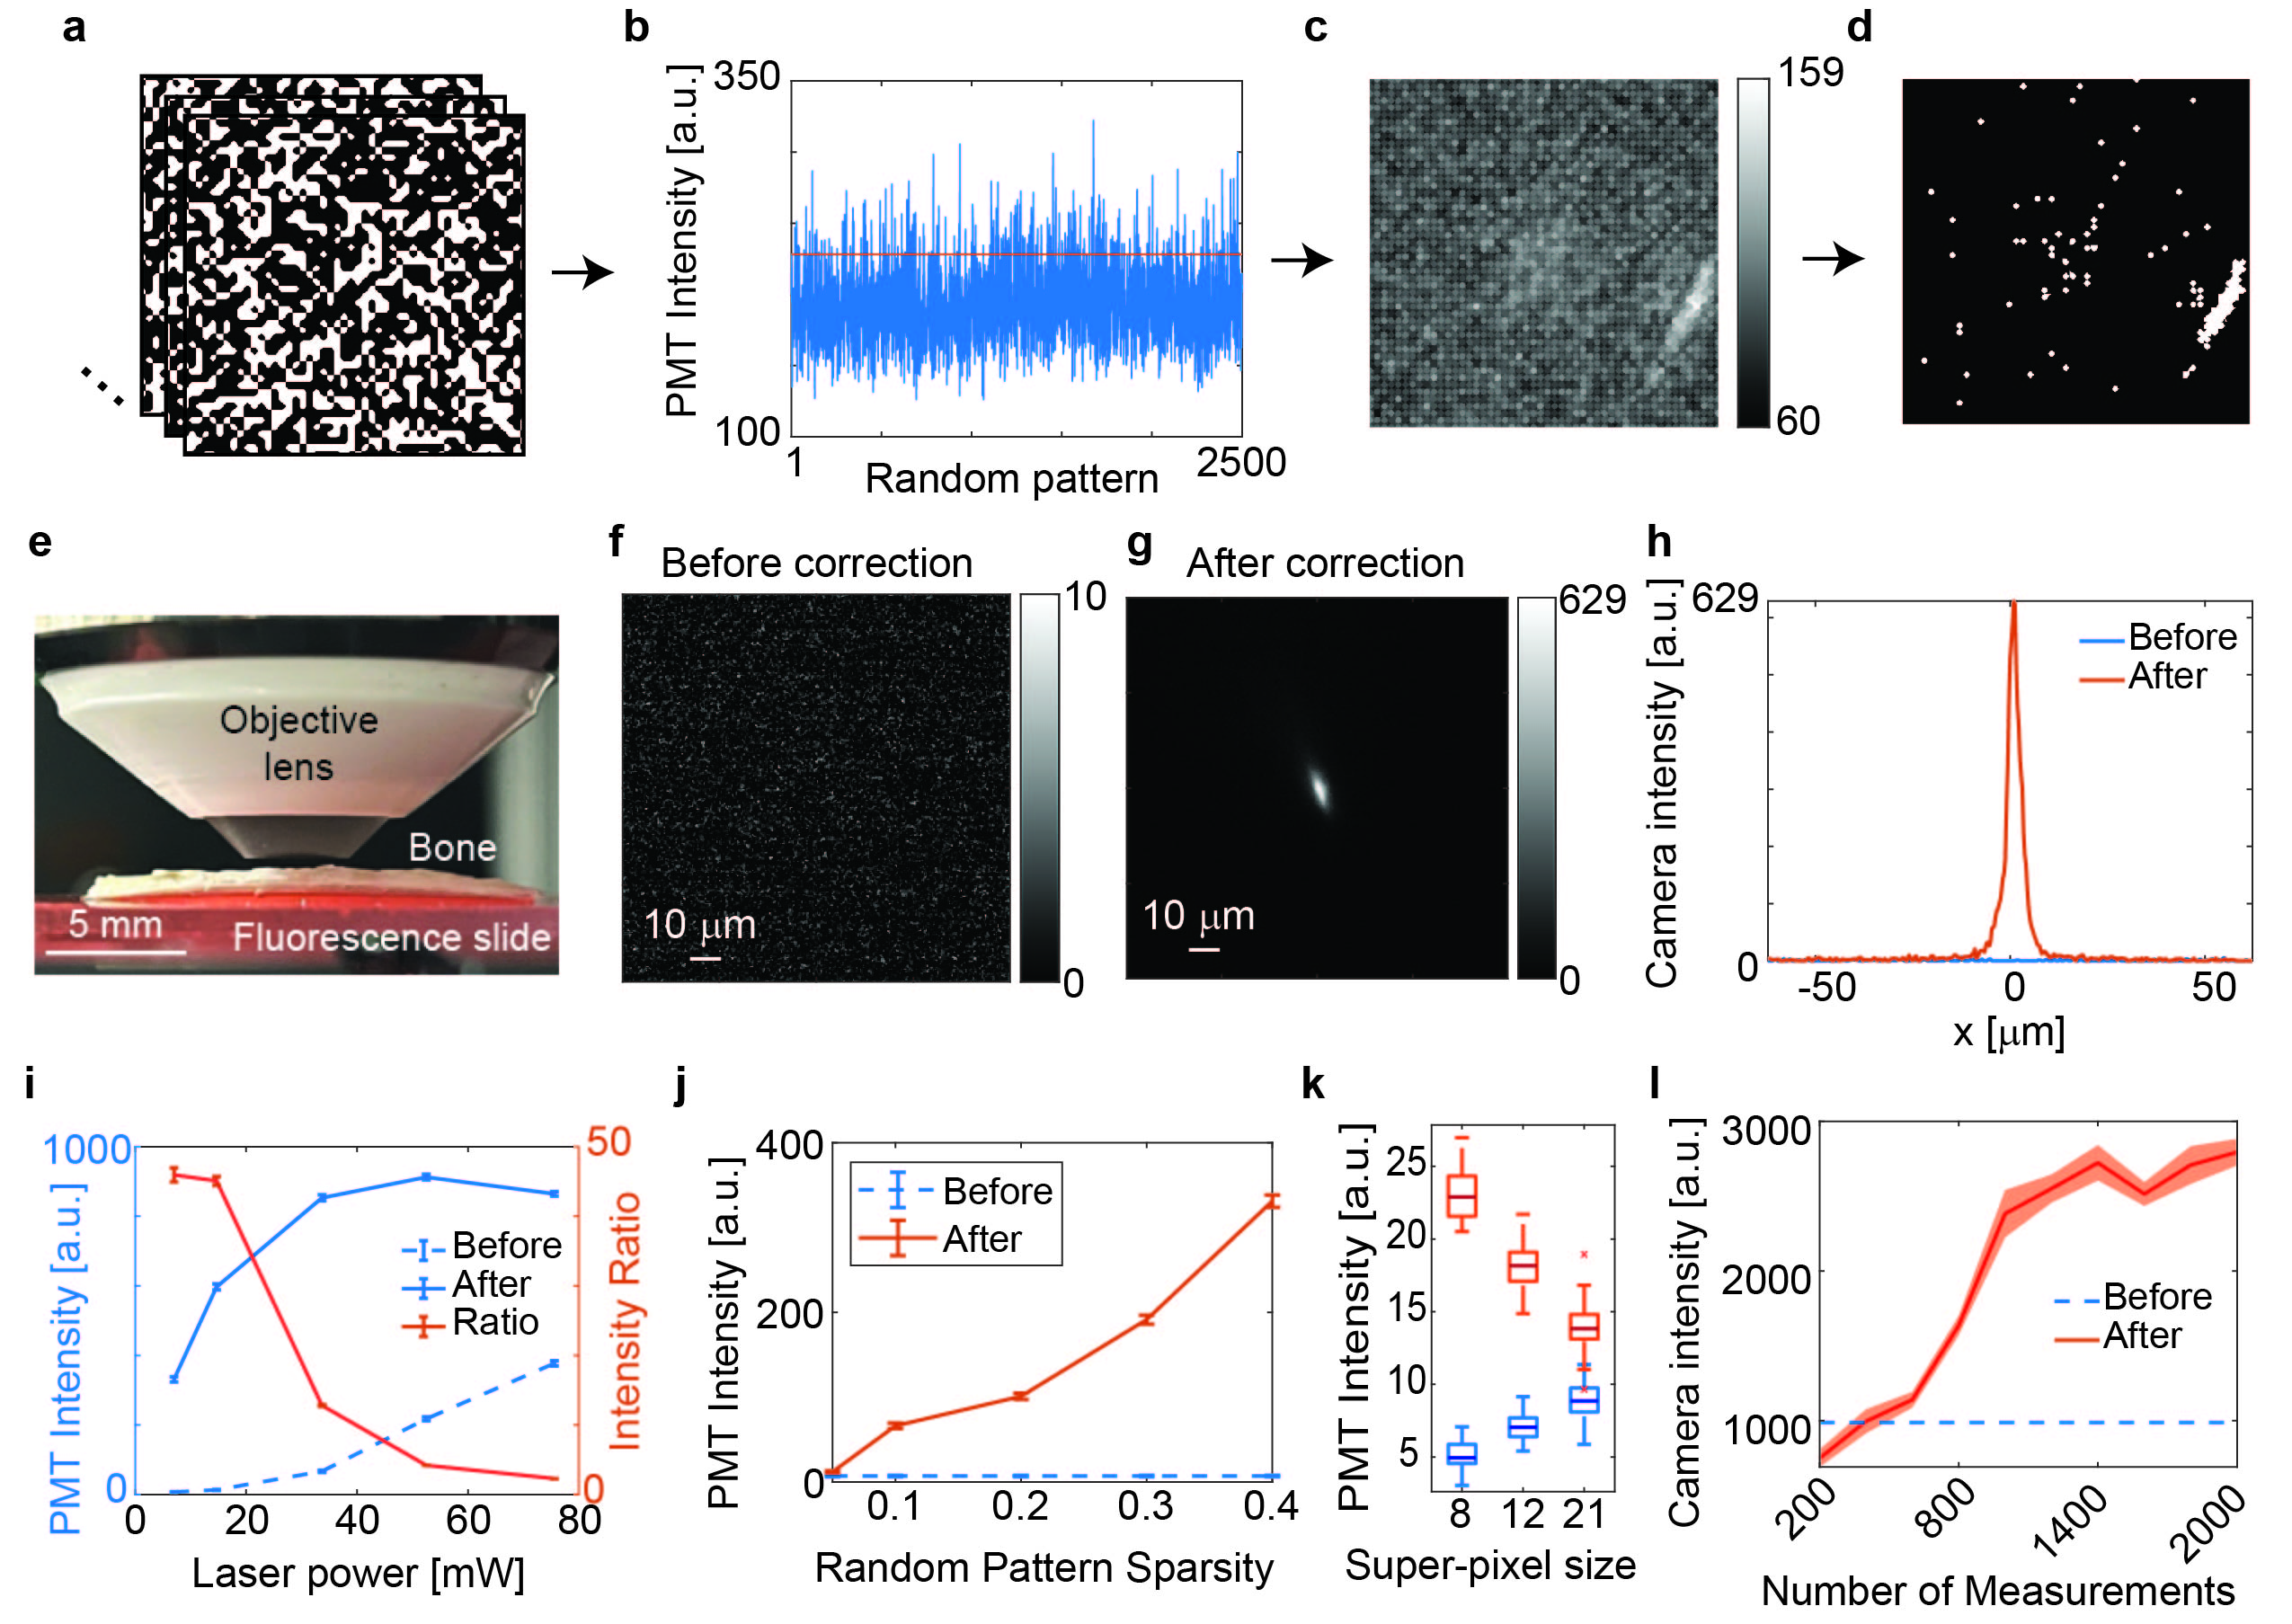 a
b
c
d
PMT Intensity [a.u.]
350
100
1
2500
Random pattern
159
60
e
f
g
h
Objective
lens
Bone
5 mm
Fluorescence slide
Before correction
10
0
10 μm
After correction
629
0
10 μm
Camera intensity [a.u.]
629
0
Before
After
-50
0
50
x [μm]
i
j
k
l
PMT Intensity [a.u.]
1000
0
Before
After
Ratio
50
0
Intensity Ratio
0
20
40
60
80
Laser power [mW]
PMT Intensity [a.u.]
400
200
0
Before
After
0.1
0.2
0.3
0.4
Random Pattern Sparsity
PMT Intensity [a.u.]
25
20
15
10
5
8
12
21
Super-pixel size
Camera intensity [a.u.]
3000
2000
1000
Before
After
200
800
1400
2000
Number of Measurements